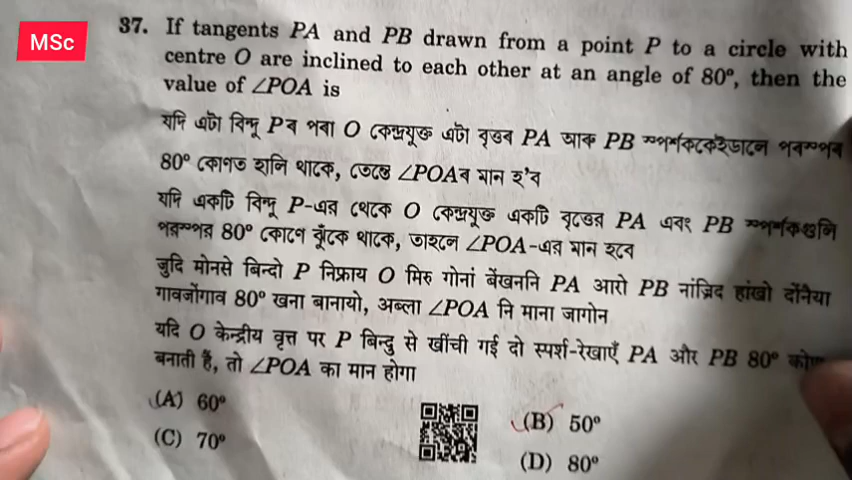 MSc
37. If tangents PA and PB drawn from a point P to a circle with
centre O are inclined to each other at an angle of 80°, then the
value of ∠POA is
যদি এটা বিন্দু Pৰ পৰা O কেন্দ্ৰযুক্ত এটা বৃত্তৰ PA আৰু PB স্পৰ্শককেইডালে পৰস্পৰ
80° কোণত হালি থাকে, তেন্তে ∠POAৰ মান হ'ব
যদি একটি বিন্দু P-এর থেকে O কেন্দ্রযুক্ত একটি বৃত্তের PA এবং PB স্পর্শকগুলি
পরস্পর 80° কোণে ঝুঁকে থাকে, তাহলে ∠POA-এর মান হবে
जुदि मोनसे बिन्दो P निफ्राय O मिरु गोनां बेंखननि PA आरो PB नांज्रिद हांखो दोंनैया
गावजोंगाव 80° खना बानायो, अब्ला ∠POA नि माना जागोन
यदि O केन्द्रीय वृत्त पर P बिन्दु से खींची गई दो स्पर्श-रेखाएँ PA और PB 80°
बनाती हैं, तो ∠POA का मान होगा
(A) 60°
(B) 50°
(C) 70°
(D) 80°